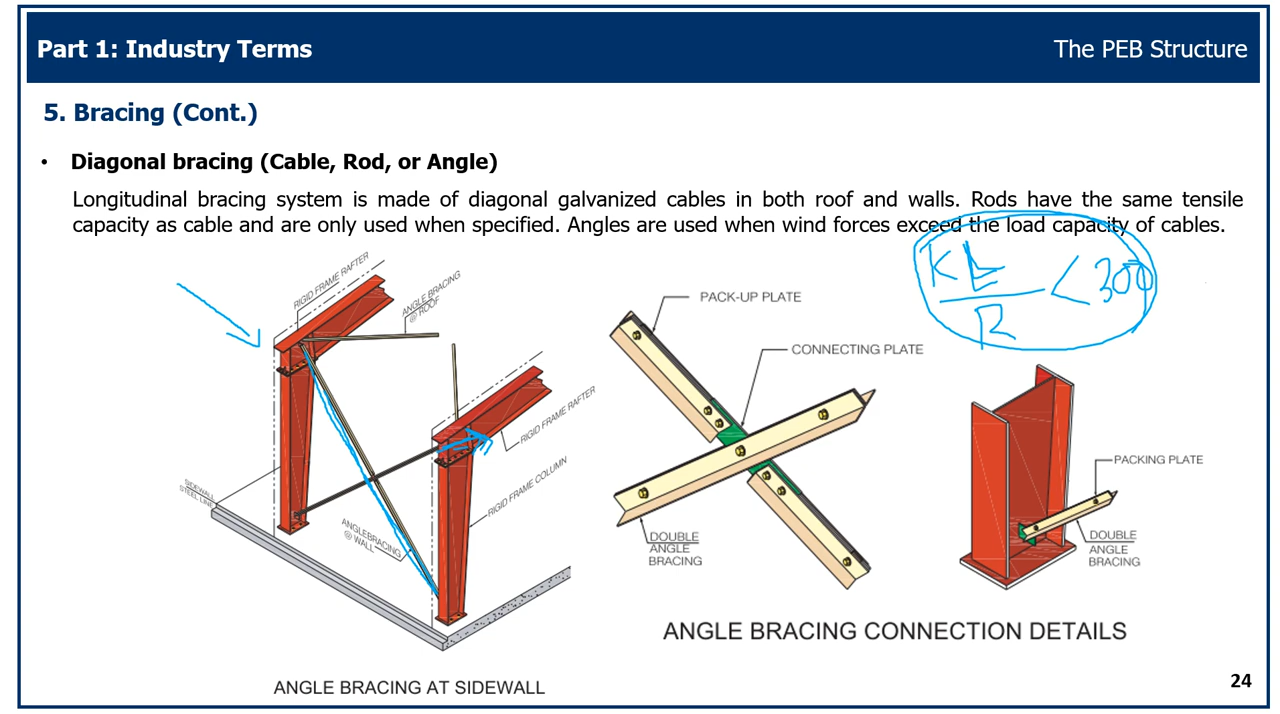 Part 1: Industry Terms
The PEB Structure
5. Bracing (Cont.)
• Diagonal bracing (Cable, Rod, or Angle)
Longitudinal bracing system is made of diagonal galvanized cables in both roof and walls. Rods have the same tensile
capacity as cable and are only used when specified. Angles are used when wind forces exceed the load capacity of cables.
KL
R
< 300
RIGID FRAME RAFTER
ANGLE BRACING
@ ROOF
RIGID FRAME RAFTER
RIGID FRAME COLUMN
SIDEWALL
STEEL LINE
ANGLEBRACING
@ WALL
ANGLE BRACING AT SIDEWALL
PACK-UP PLATE
CONNECTING PLATE
DOUBLE
ANGLE
BRACING
PACKING PLATE
DOUBLE
ANGLE
BRACING
ANGLE BRACING CONNECTION DETAILS
24